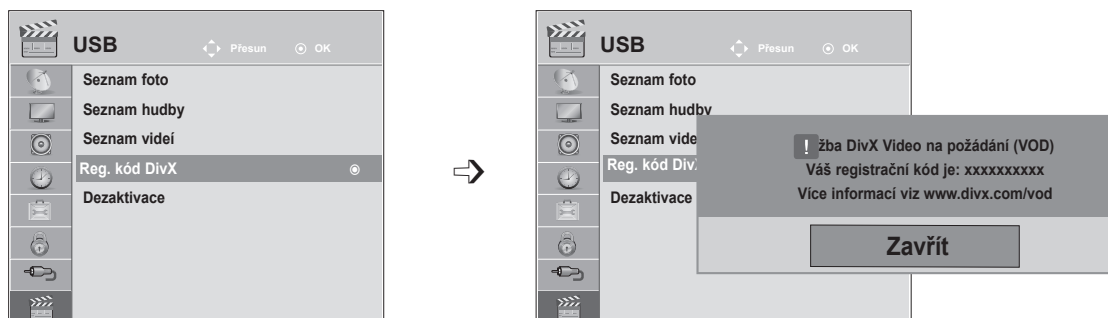 USB
Přesun OK
Seznam foto
Seznam hudby
Seznam videí
Reg. kód DivX
Dezaktivace
USB
Přesun OK
Seznam foto
Seznam hudby
Seznam vide
Reg. kód Div
Dezaktivace
! žba DivX Video na požádání (VOD)
Váš registrační kód je: xxxxxxxxxx
Více informací viz www.divx.com/vod
Zavřít